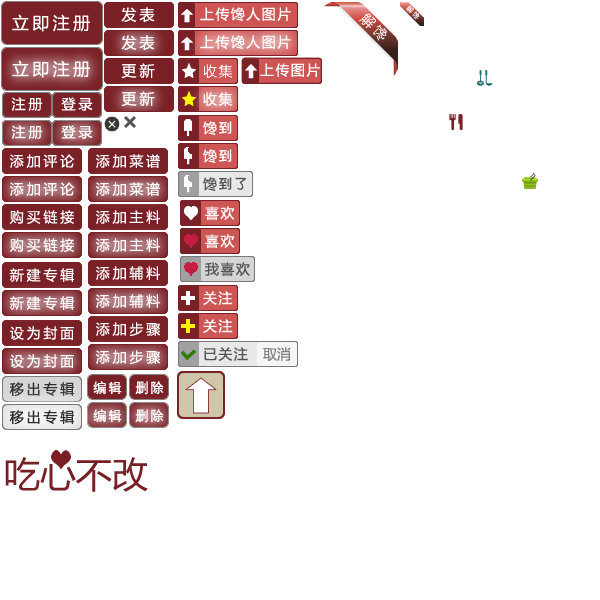 立即注册
立即注册
注册 登录
注册 登录
发表
发表
更新
更新
添加评论
添加评论
购买链接
购买链接
新建专辑
新建专辑
设为封面
设为封面
移出专辑
移出专辑
添加菜谱
添加菜谱
添加主料
添加主料
添加辅料
添加辅料
添加步骤
添加步骤
编辑 删除
编辑 删除
上传馋人图片
上传馋人图片
收集 上传图片
收集
馋到
馋到
馋到了
喜欢
喜欢
我喜欢
关注
关注
已关注 取消
解馋
解馋
吃心不改